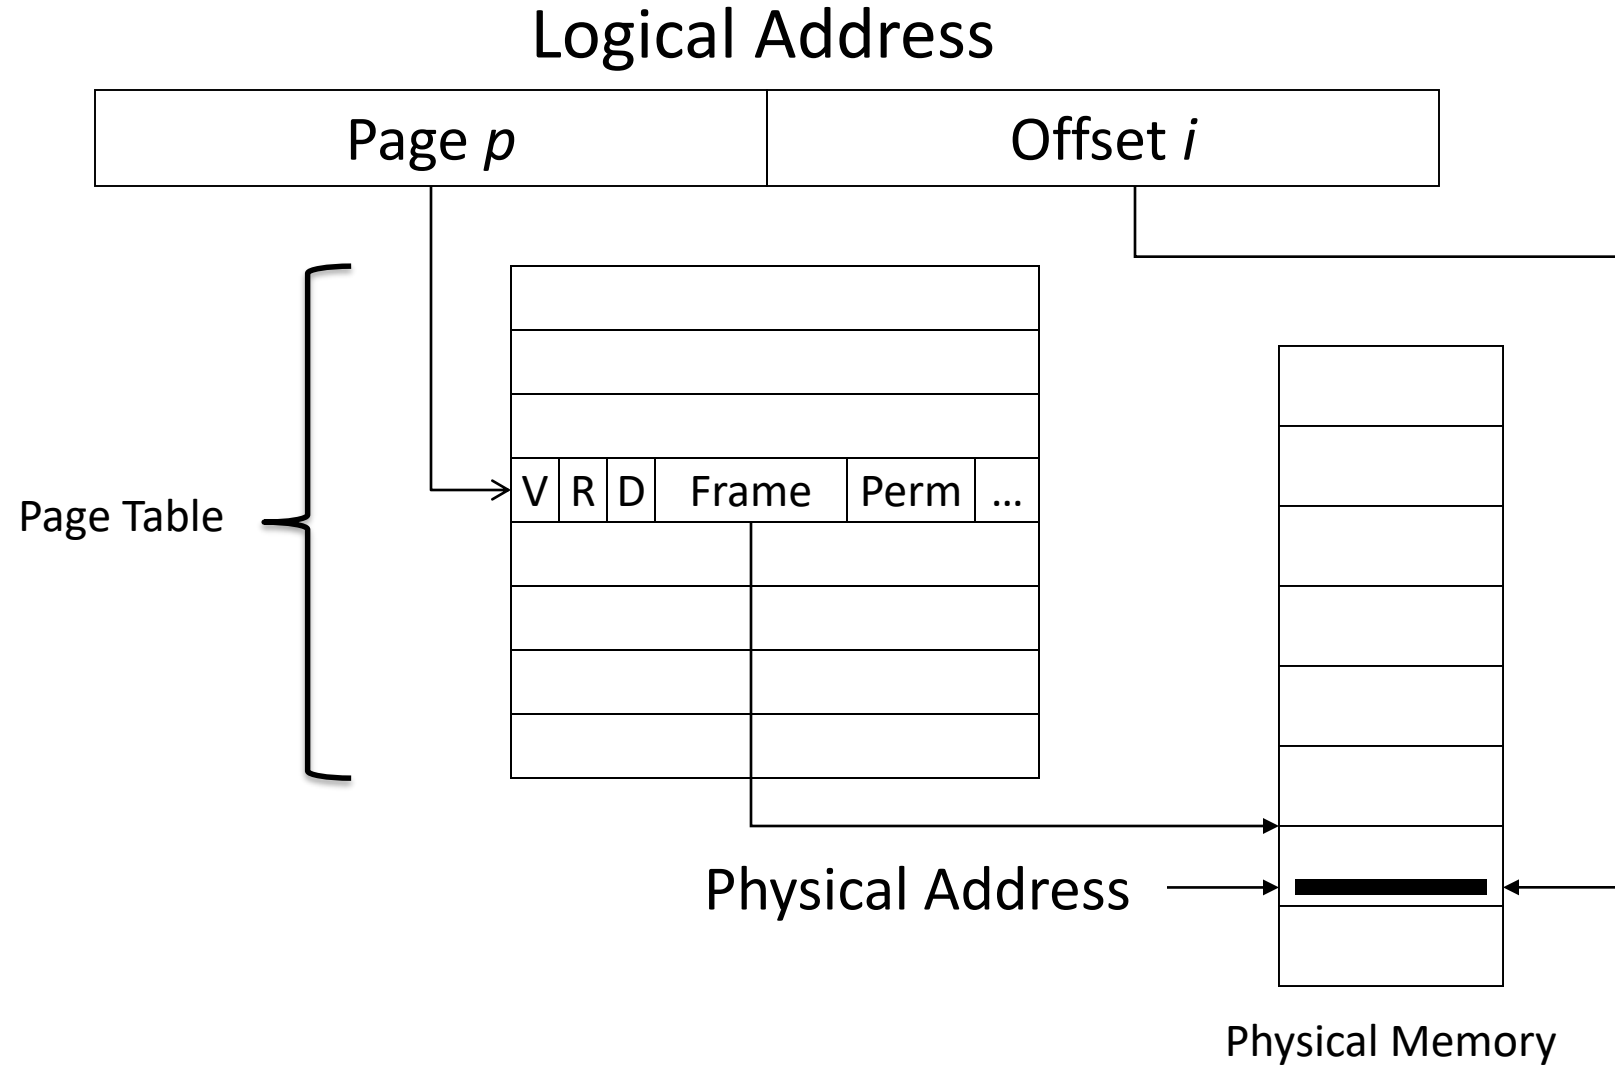 Logical Address
Page p
Offset i
V R D Frame Perm ...
Page Table
Physical Address
Physical Memory